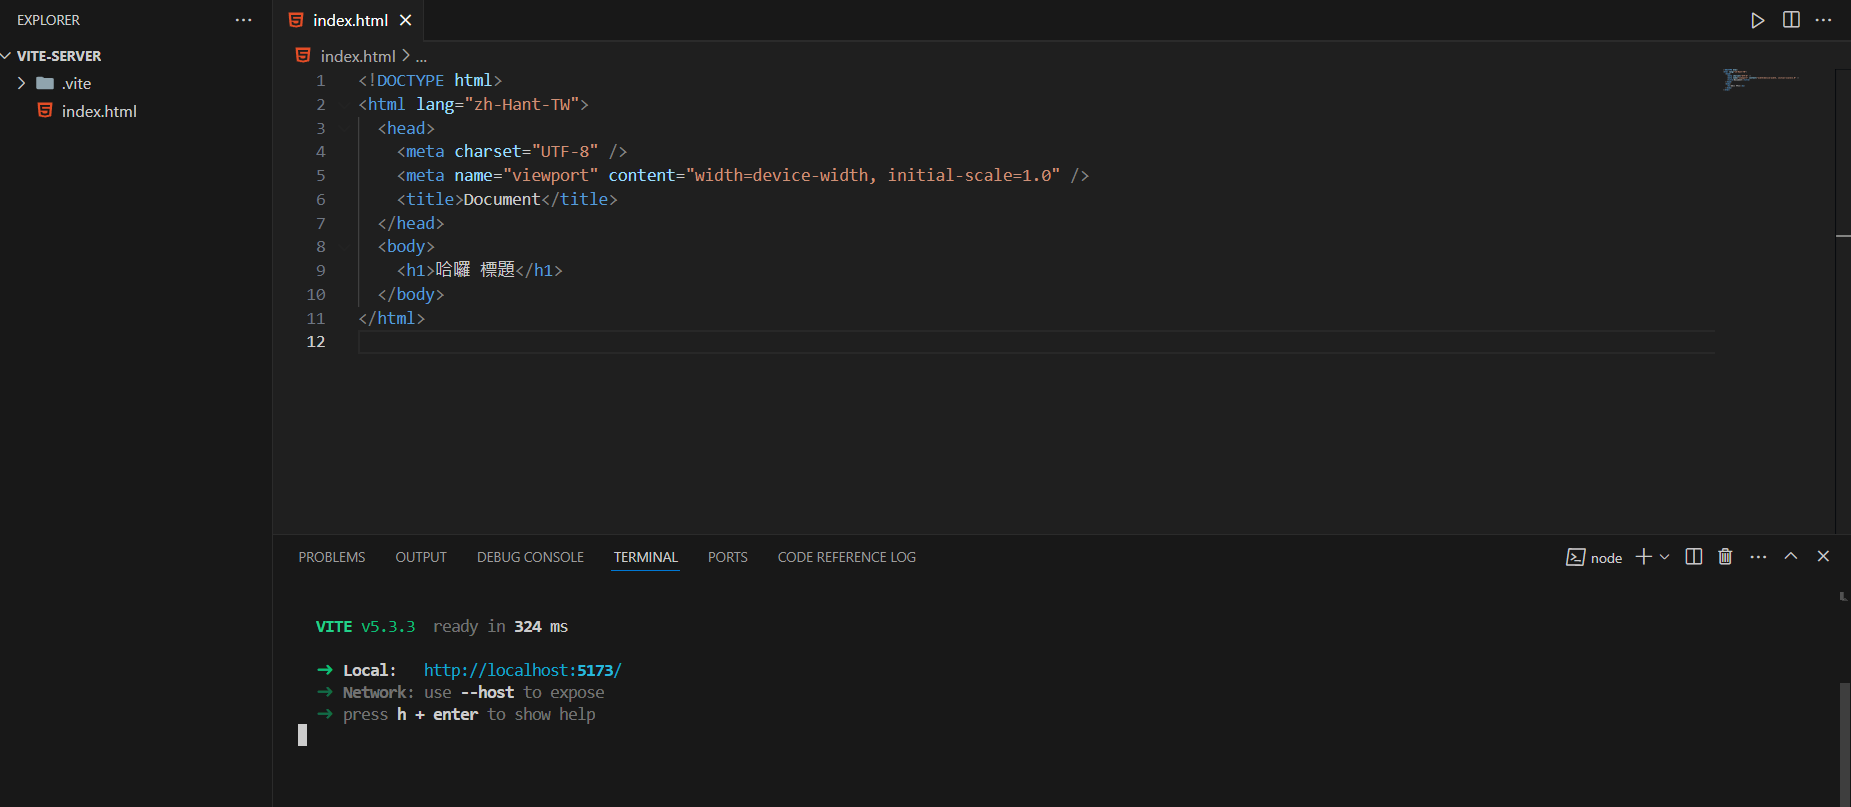 EXPLORER
VITE-SERVER
.vite
index.html
index.html
index.html > ...
1 <!DOCTYPE html>
2 <html lang="zh-Hant-TW">
3 <head>
4 <meta charset="UTF-8" />
5 <meta name="viewport" content="width=device-width, initial-scale=1.0" />
6 <title>Document</title>
7 </head>
8 <body>
9 <h1>哈囉 標題</h1>
10 </body>
11 </html>
12
PROBLEMS OUTPUT DEBUG CONSOLE TERMINAL PORTS CODE REFERENCE LOG node
VITE v5.3.3 ready in 324 ms
➜ Local: http://localhost:5173/
➜ Network: use --host to expose
➜ press h + enter to show help